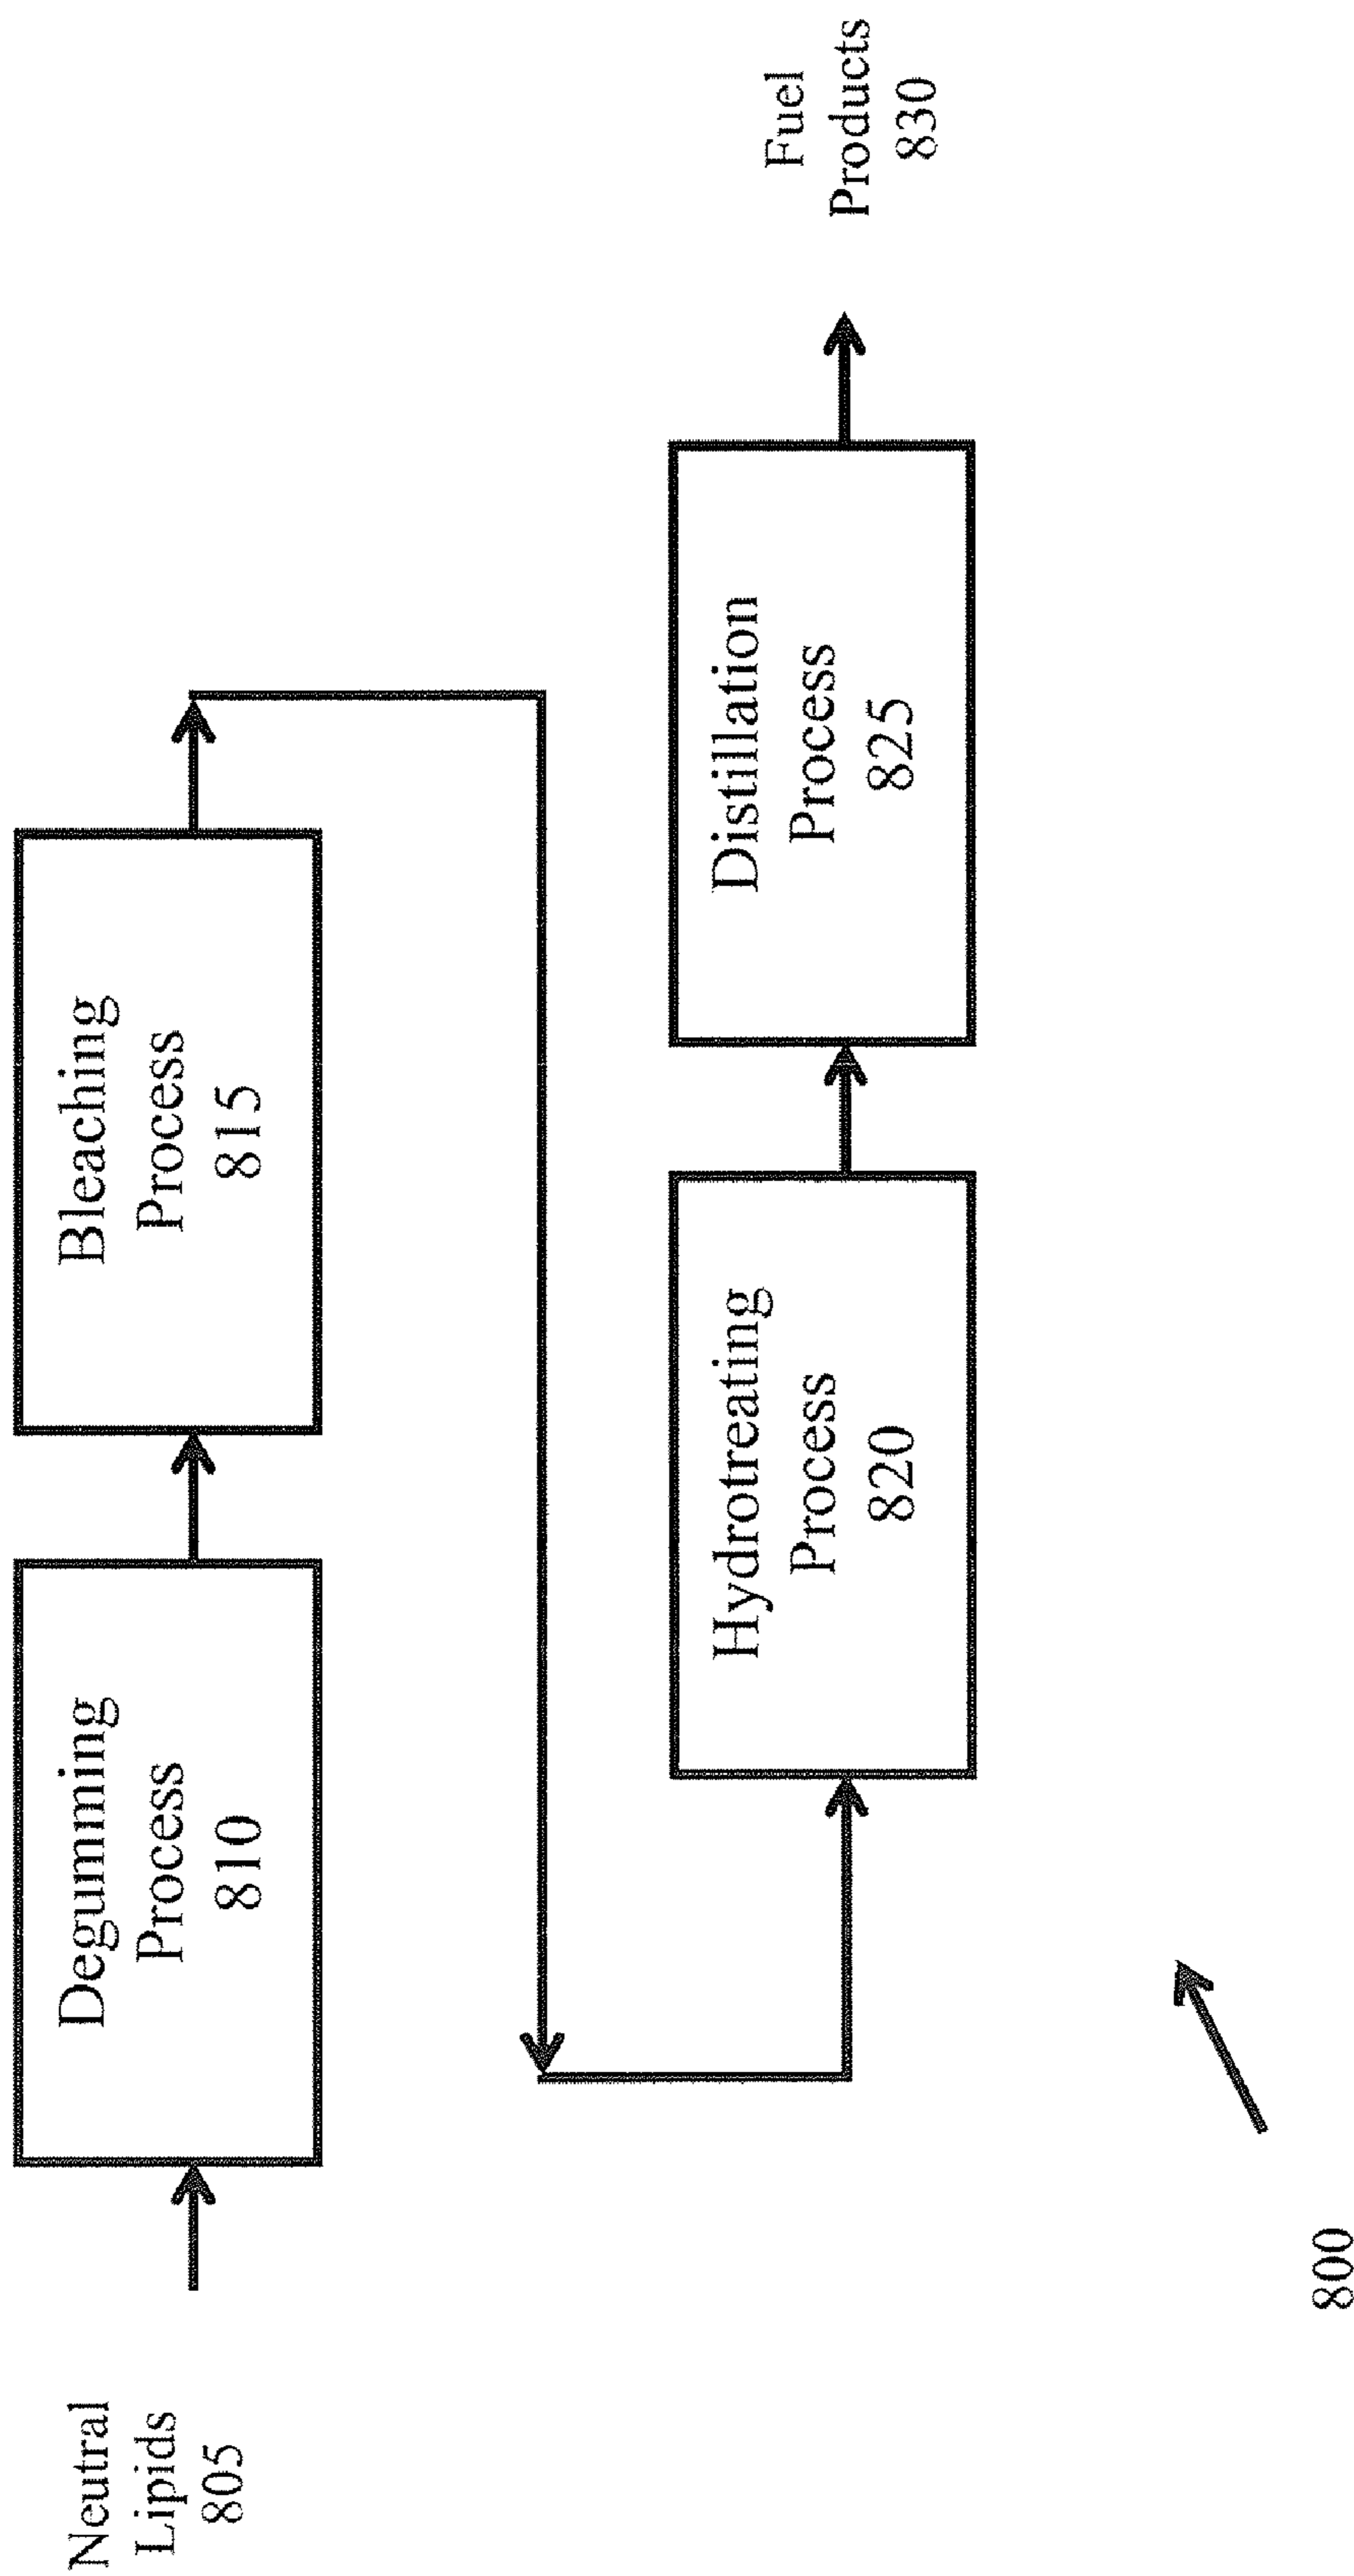 Neutral
Lipids
805
Degumming
Process
810
Bleaching
Process
815
Hydrotreating
Process
820
Distillation
Process
825
Fuel
Products
830
800